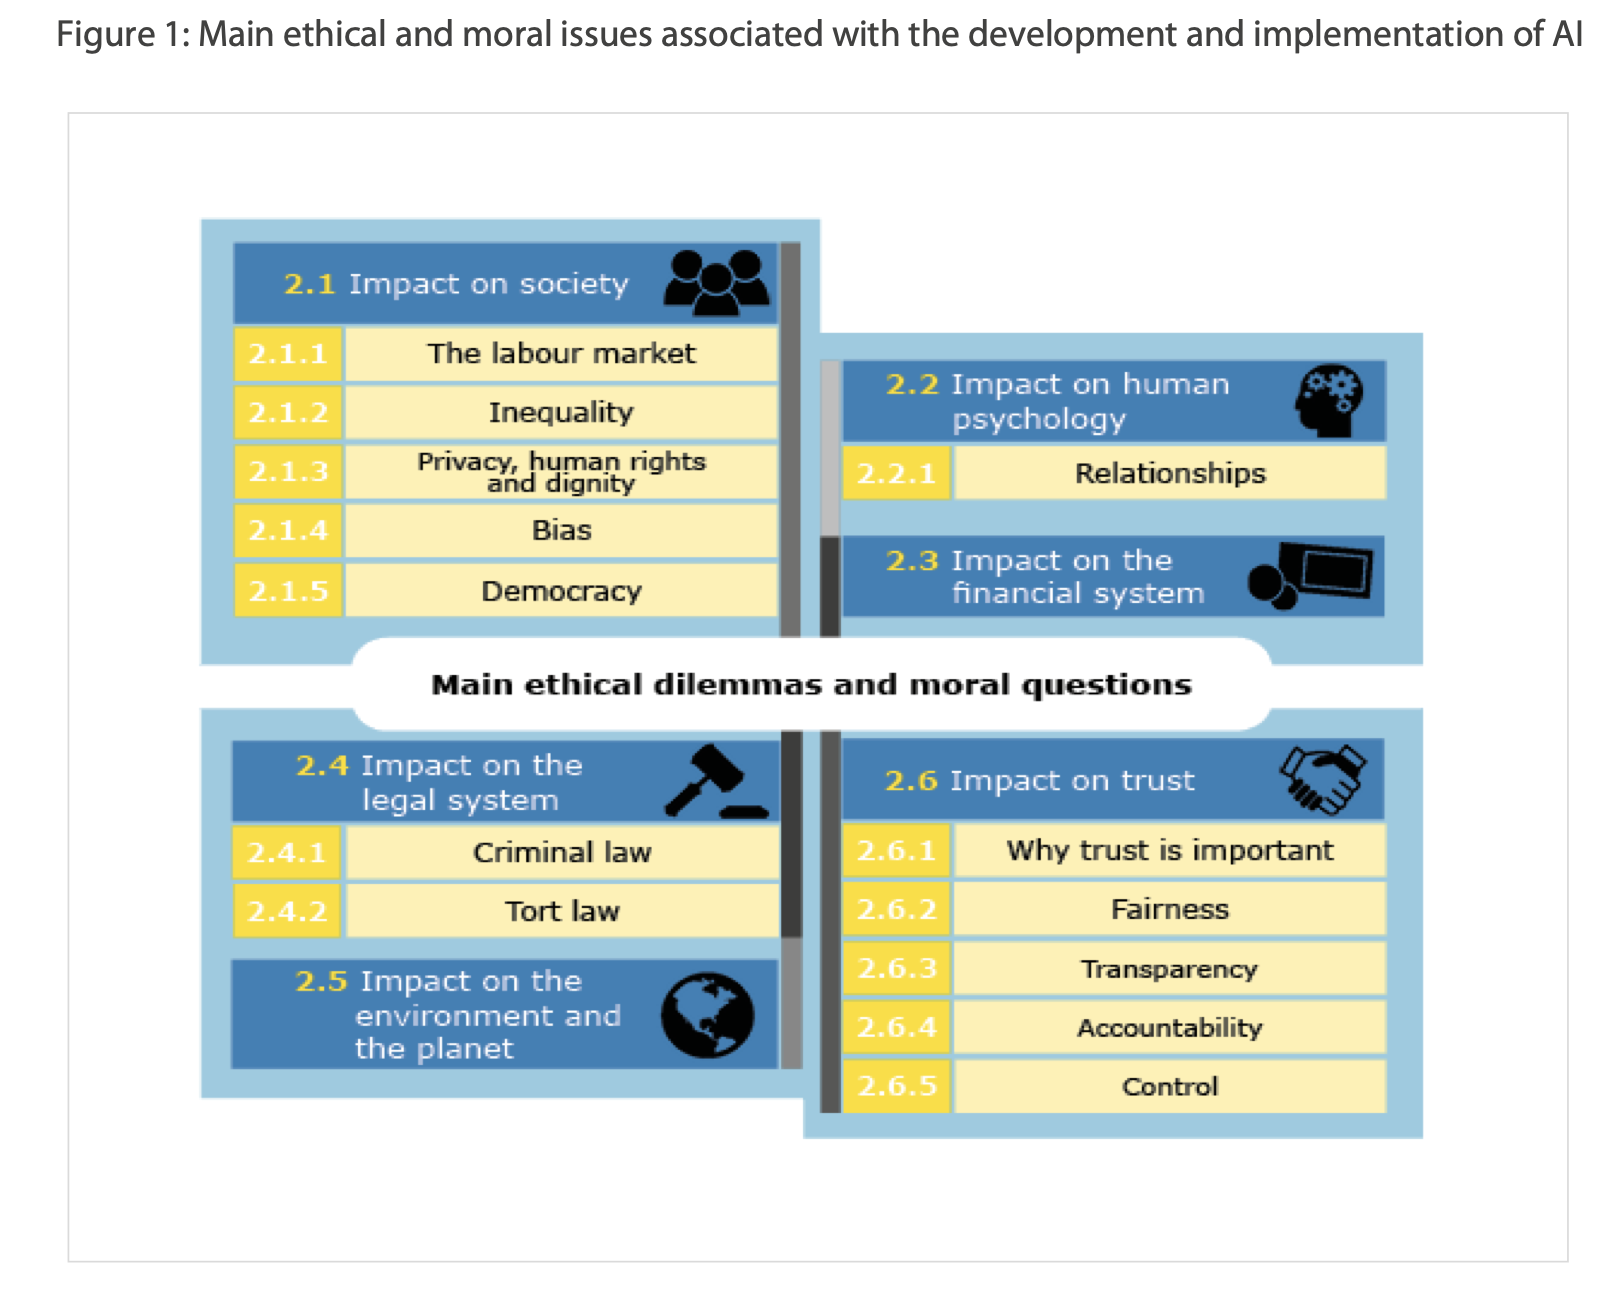 Figure 1: Main ethical and moral issues associated with the development and implementation of AI
2.1 Impact on society
2.1.1 The labour market
2.1.2 Inequality
2.1.3 Privacy, human rights
and dignity
2.1.4 Bias
2.1.5 Democracy
2.2 Impact on human
psychology
2.2.1 Relationships
2.3 Impact on the
financial system
Main ethical dilemmas and moral questions
2.4 Impact on the
legal system
2.4.1 Criminal law
2.4.2 Tort law
2.5 Impact on the
environment and
the planet
2.6 Impact on trust
2.6.1 Why trust is important
2.6.2 Fairness
2.6.3 Transparency
2.6.4 Accountability
2.6.5 Control